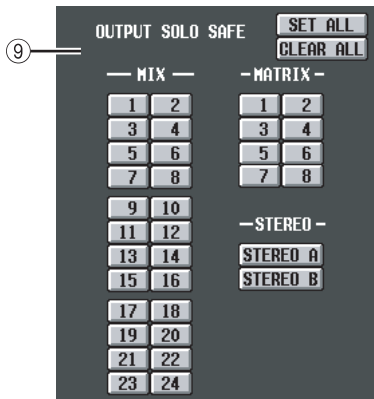 OUTPUT SOLO SAFE
SET ALL
CLEAR ALL
⑨
MIX
MATRIX
1 2
3 4
5 6
7 8
1 2
3 4
5 6
7 8
9 10
11 12
13 14
15 16
STEREO
STEREO A
STEREO B
17 18
19 20
21 22
23 24